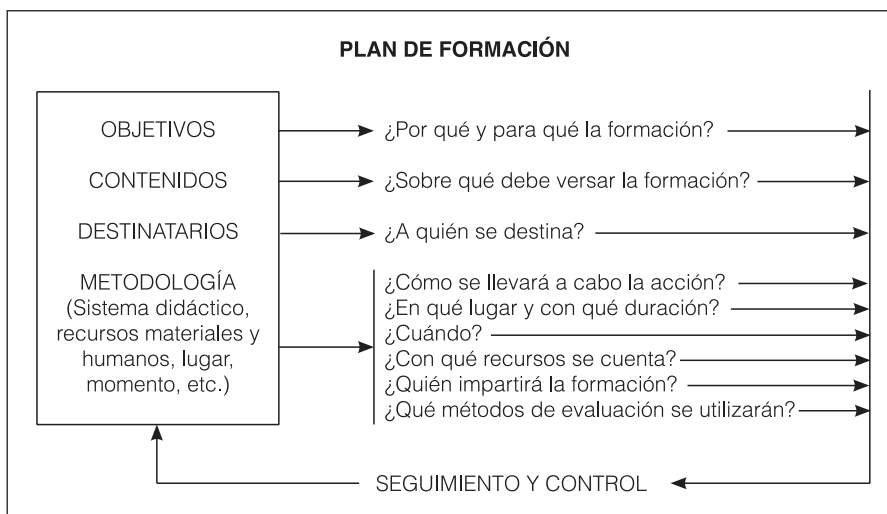 PLAN DE FORMACIÓN
OBJETIVOS
¿Por qué y para qué la formación?
CONTENIDOS
¿Sobre qué debe versar la formación?
DESTINATARIOS
¿A quién se destina?
METODOLOGÍA
(Sistema didáctico,
recursos materiales y
humanos, lugar,
momento, etc.)
¿Cómo se llevará a cabo la acción?
¿En qué lugar y con qué duración?
¿Cuándo?
¿Con qué recursos se cuenta?
¿Quién impartirá la formación?
¿Qué métodos de evaluación se utilizarán?
SEGUIMIENTO Y CONTROL